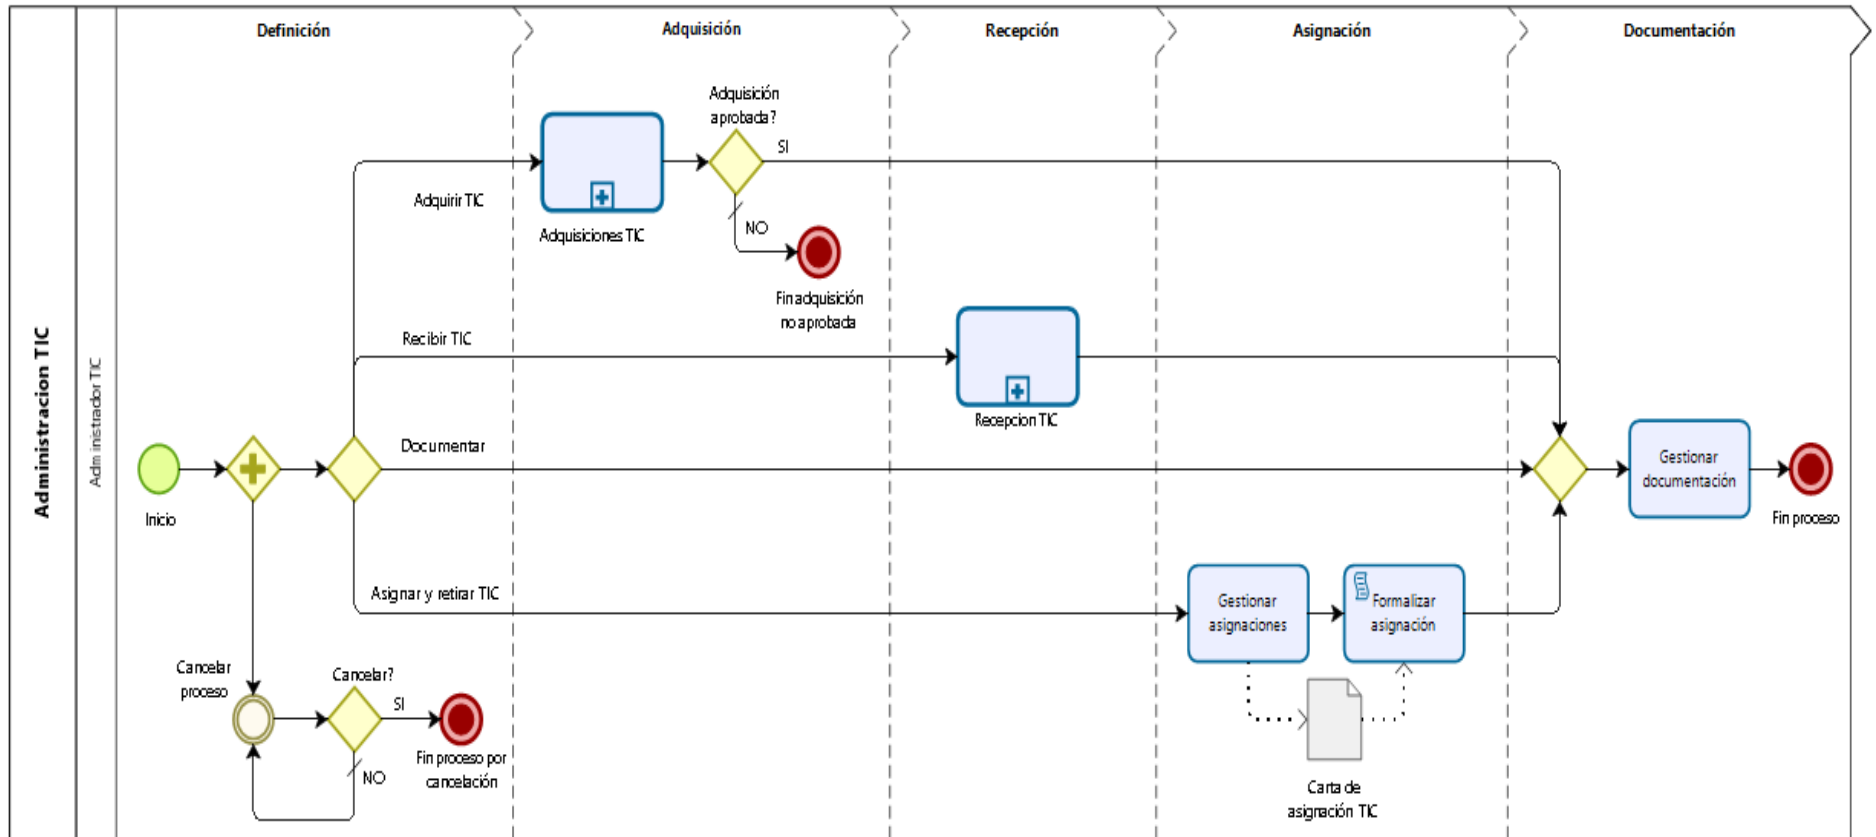 Administracion TIC
Administrador TIC
Definición
Adquisición
Recepción
Asignación
Documentación
Adquisición
aprobada?
SI
NO
Adquirir TIC
Adquisiciones TIC
Fin adquisición
no aprobada
Recibir TIC
Recepcion TIC
Documentar
Inicio
Gestionar
documentación
Fin proceso
Asignar y retirar TIC
Gestionar
asignaciones
Formalizar
asignación
Cancelar
proceso
Cancelar?
SI
NO
Fin proceso por
cancelación
Carta de
asignación TIC